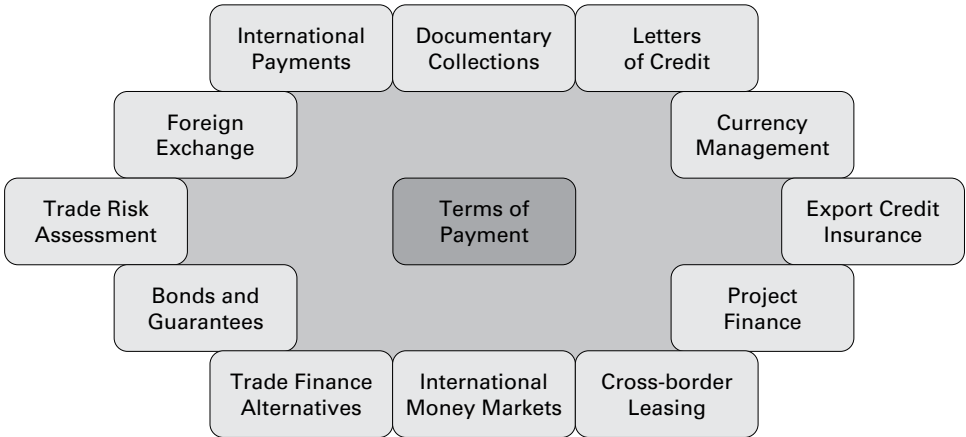 International
Payments
Documentary
Collections
Letters
of Credit
Foreign
Exchange
Currency
Management
Trade Risk
Assessment
Terms of
Payment
Export Credit
Insurance
Bonds and
Guarantees
Project
Finance
Trade Finance
Alternatives
International
Money Markets
Cross-border
Leasing